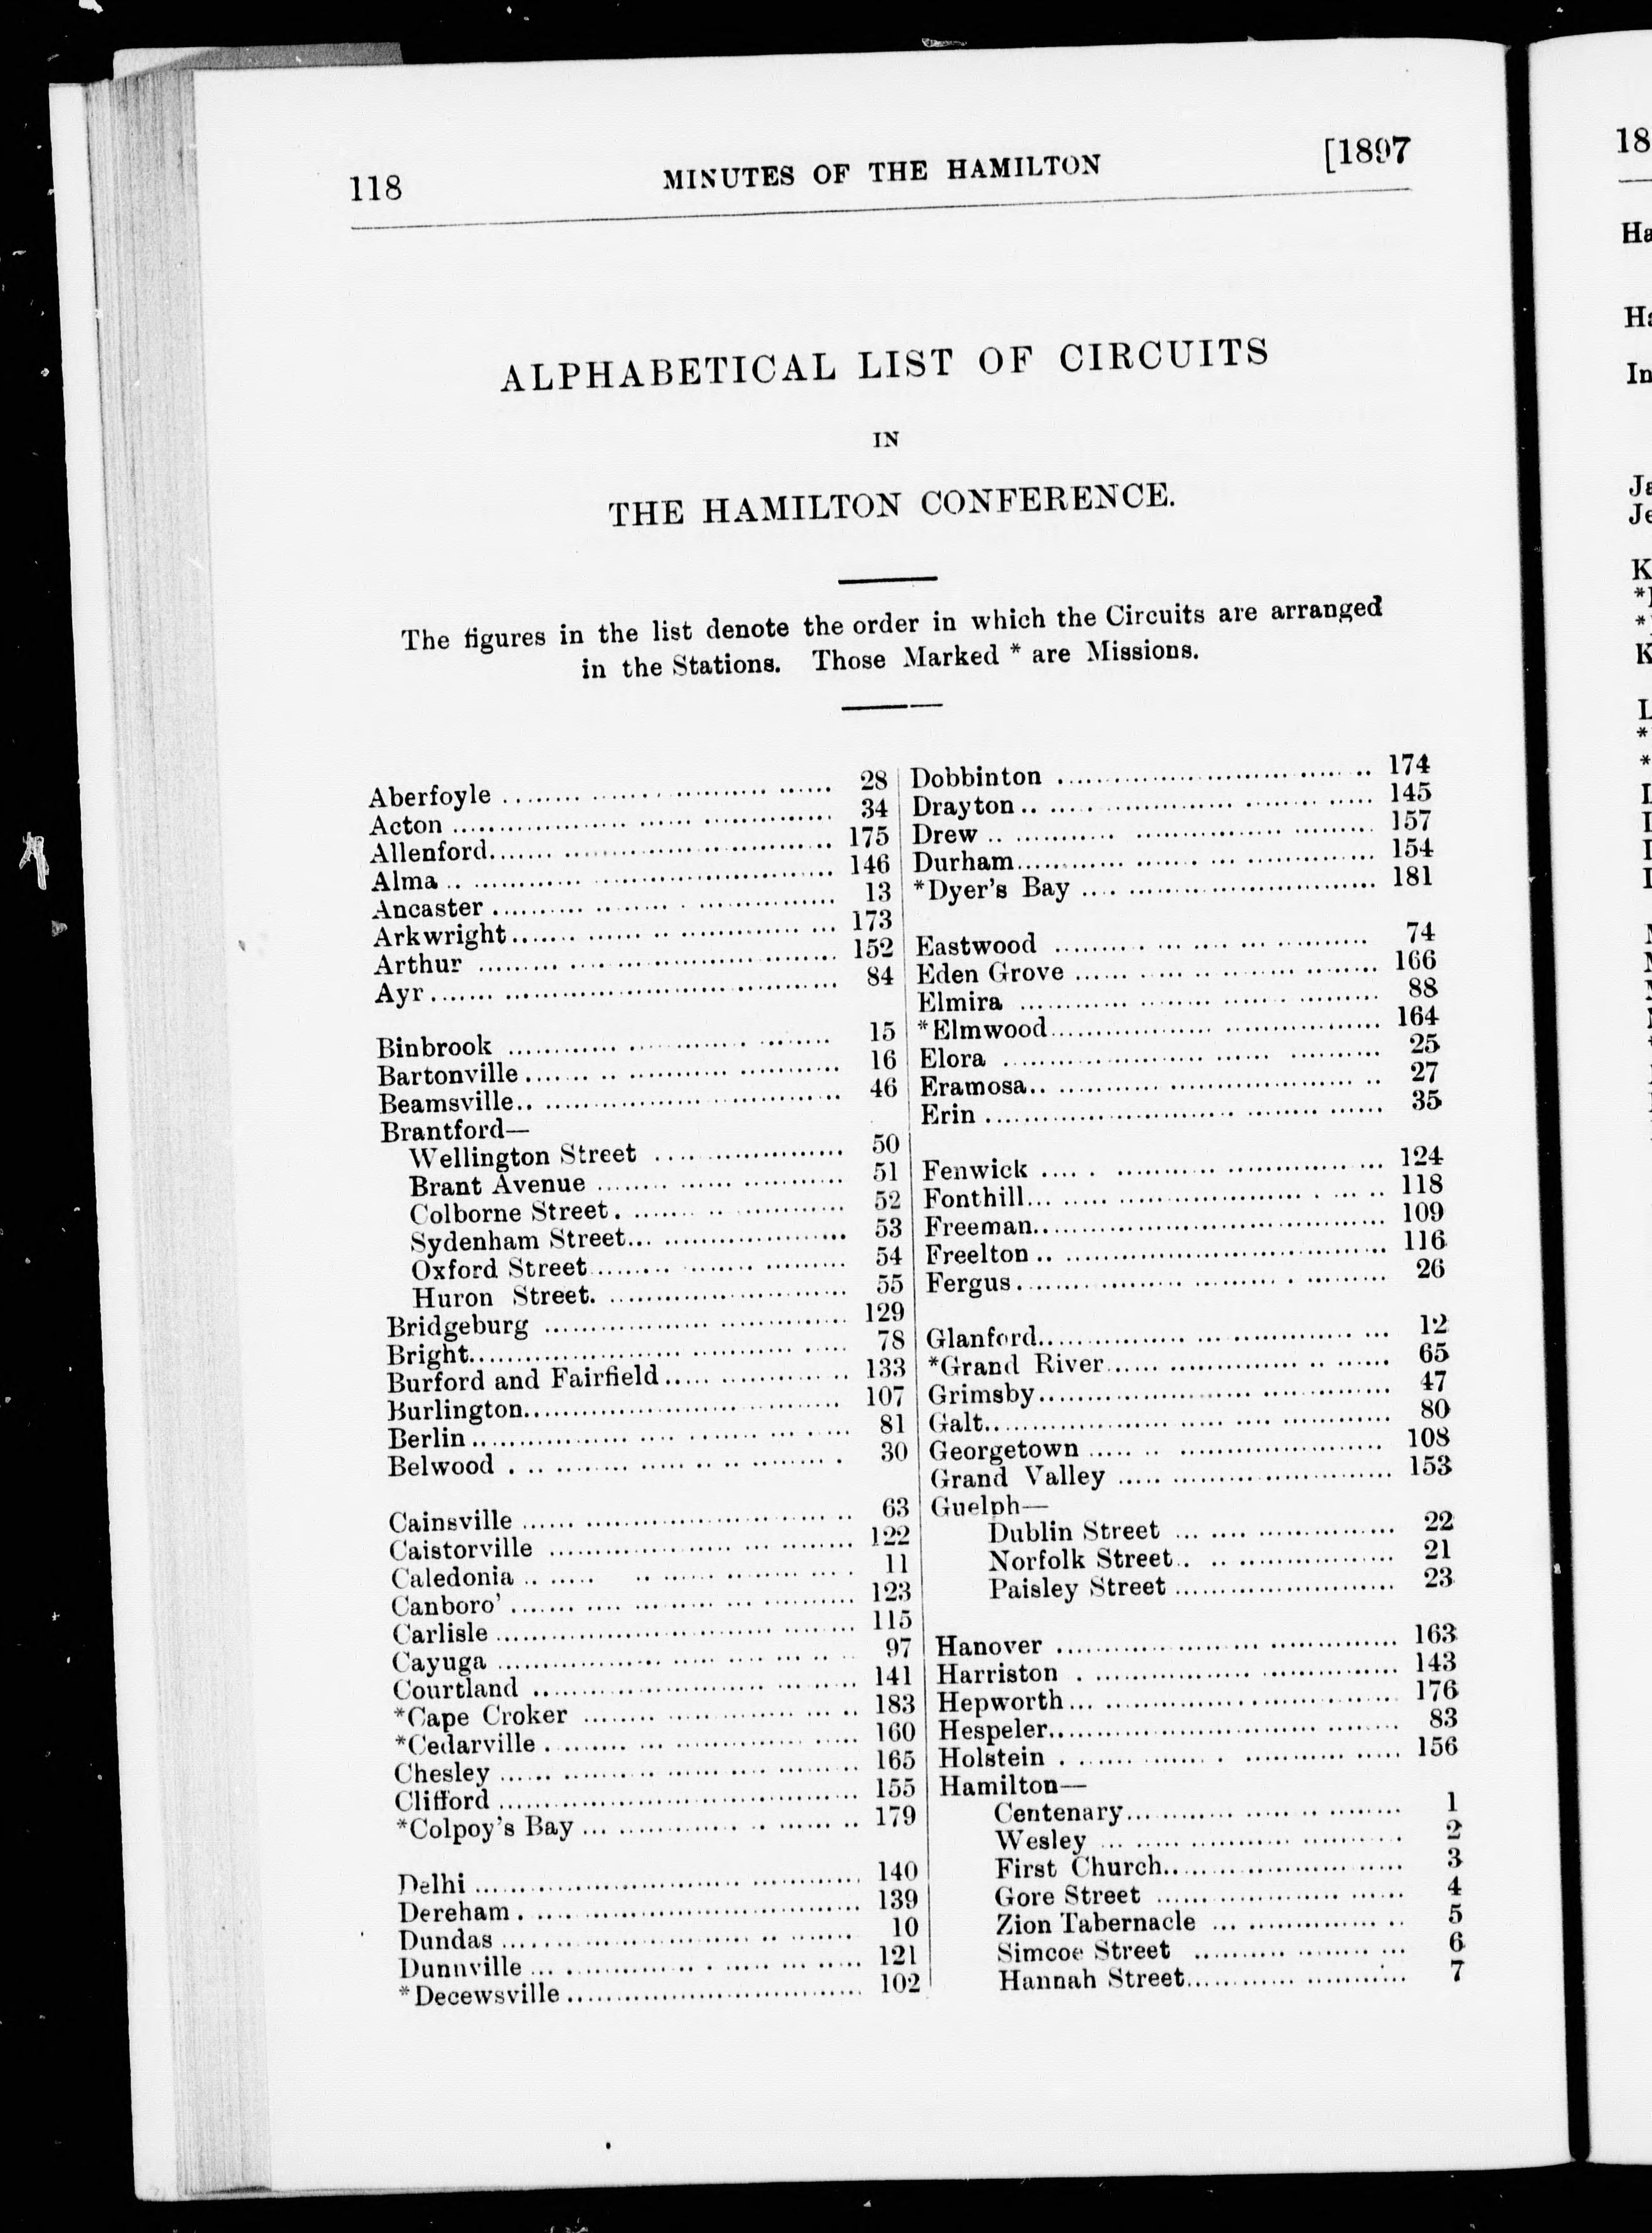 118 MINUTES OF THE HAMILTON [1897
ALPHABETICAL LIST OF CIRCUITS
IN
THE HAMILTON CONFERENCE.
The figures in the list denote the order in which the Circuits are arranged
in the Stations. Those Marked * are Missions.
Aberfoyle 28
Acton 34
Allenford 175
Alma 146
Ancaster 13
Arkwright 173
Arthur 152
Ayr 84
Binbrook 15
Bartonville 16
Beamsville 46
Brantford—
Wellington Street 50
Brant Avenue 51
Colborne Street 52
Sydenham Street 53
Oxford Street 54
Huron Street 55
Bridgeburg 129
Bright 78
Burford and Fairfield 133
Burlington 107
Berlin 81
Belwood 30
Cainsville 63
Caistorville 122
Caledonia 11
Canboro' 123
Carlisle 115
Cayuga 97
Courtland 141
*Cape Croker 183
*Cedarville 160
Chesley 165
Clifford 155
*Colpoy's Bay 179
Delhi 140
Dereham 139
Dundas 10
Dunnville 121
*Decewsville 102
Dobbinton 174
Drayton 145
Drew 157
Durham 154
*Dyer's Bay 181
Eastwood 74
Eden Grove 166
Elmira 88
*Elmwood 164
Elora 25
Eramosa 27
Erin 35
Fenwick 124
Fonthill 118
Freeman 109
Freelton 116
Fergus 26
Glanford 12
*Grand River 65
Grimsby 47
Galt 80
Georgetown 108
Grand Valley 153
Guelph—
Dublin Street 22
Norfolk Street 21
Paisley Street 23
Hanover 163
Harriston 143
Hepworth 176
Hespeler 83
Holstein 156
Hamilton—
Centenary 1
Wesley 2
First Church 3
Gore Street 4
Zion Tabernacle 5
Simcoe Street 6
Hannah Street 7